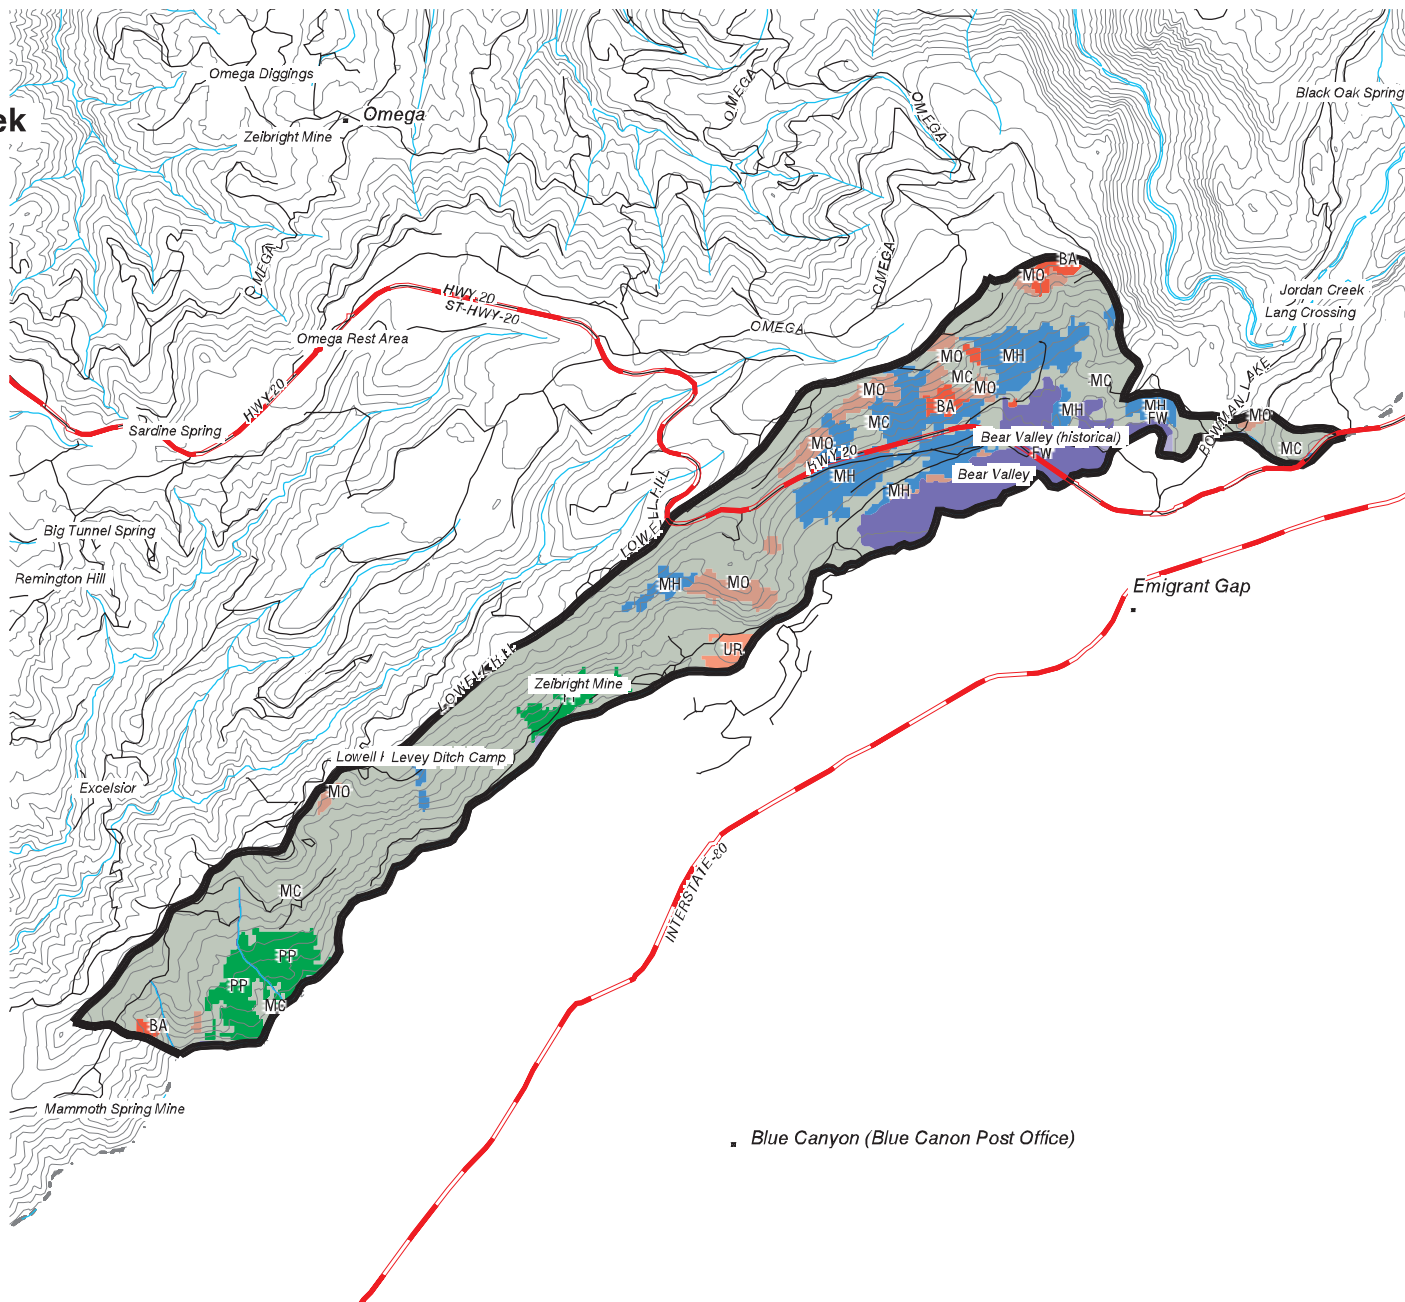 Omega Diggings
OMEGA
OMEGA
Black Oak Spring
ek
Omega
Zeibright Mine
OMEGA
OMEGA
BA
MO
Jordan Creek
Lang Crossing
HWY 20
ST-HWY-20
OMEGA
Omega Rest Area
MO
MH
BOWMAN LAKE
HWY 20
MO
MC
MO
MC
BA
MH
MH
FW
MO
Sardine Spring
MC
Bear Valley (historical)
MO
HWY 20
FW
MC
MH
Bear Valley
MH
LOWELL HILL
Big Tunnel Spring
Remington Hill
MH
MO
Emigrant Gap
UR
LOWELL HILL
Zeibright Mine
Lowell H
Levey Ditch Camp
Excelsior
MO
INTERSTATE-80
MC
PP
PP
MC
BA
Mammoth Spring Mine
Blue Canyon (Blue Canon Post Office)